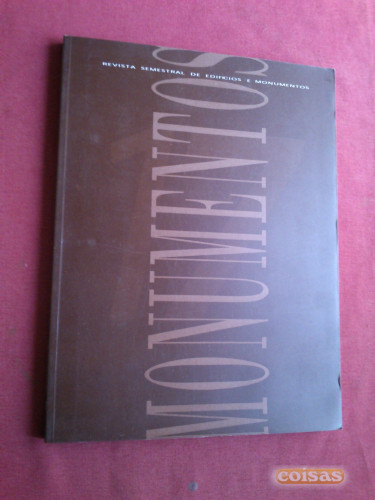 REVISTA SEMESTRAL DE EDIFÍCIOS E MONUMENTOS
MONUMENTOS
coisas